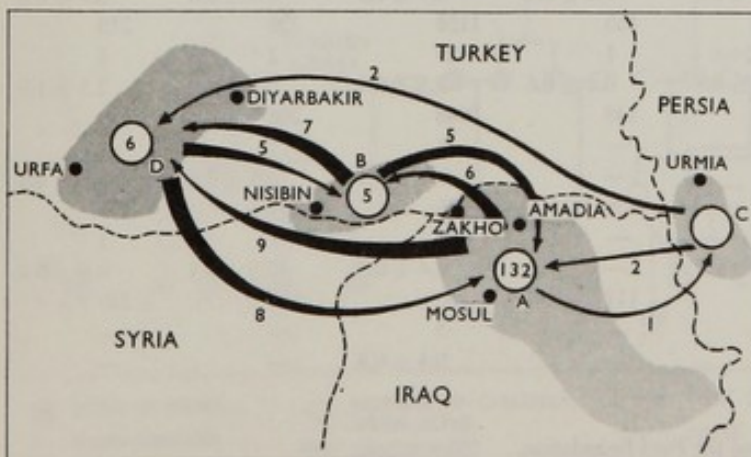 TURKEY
PERSIA
2
DIYARBAKIR
7
5
URMIA
6
5
B
6
URFA
D
C
NISIBIN
5
AMADIA
ZAKHO
9
132
2
8
MOSUL
A
1
SYRIA
IRAQ